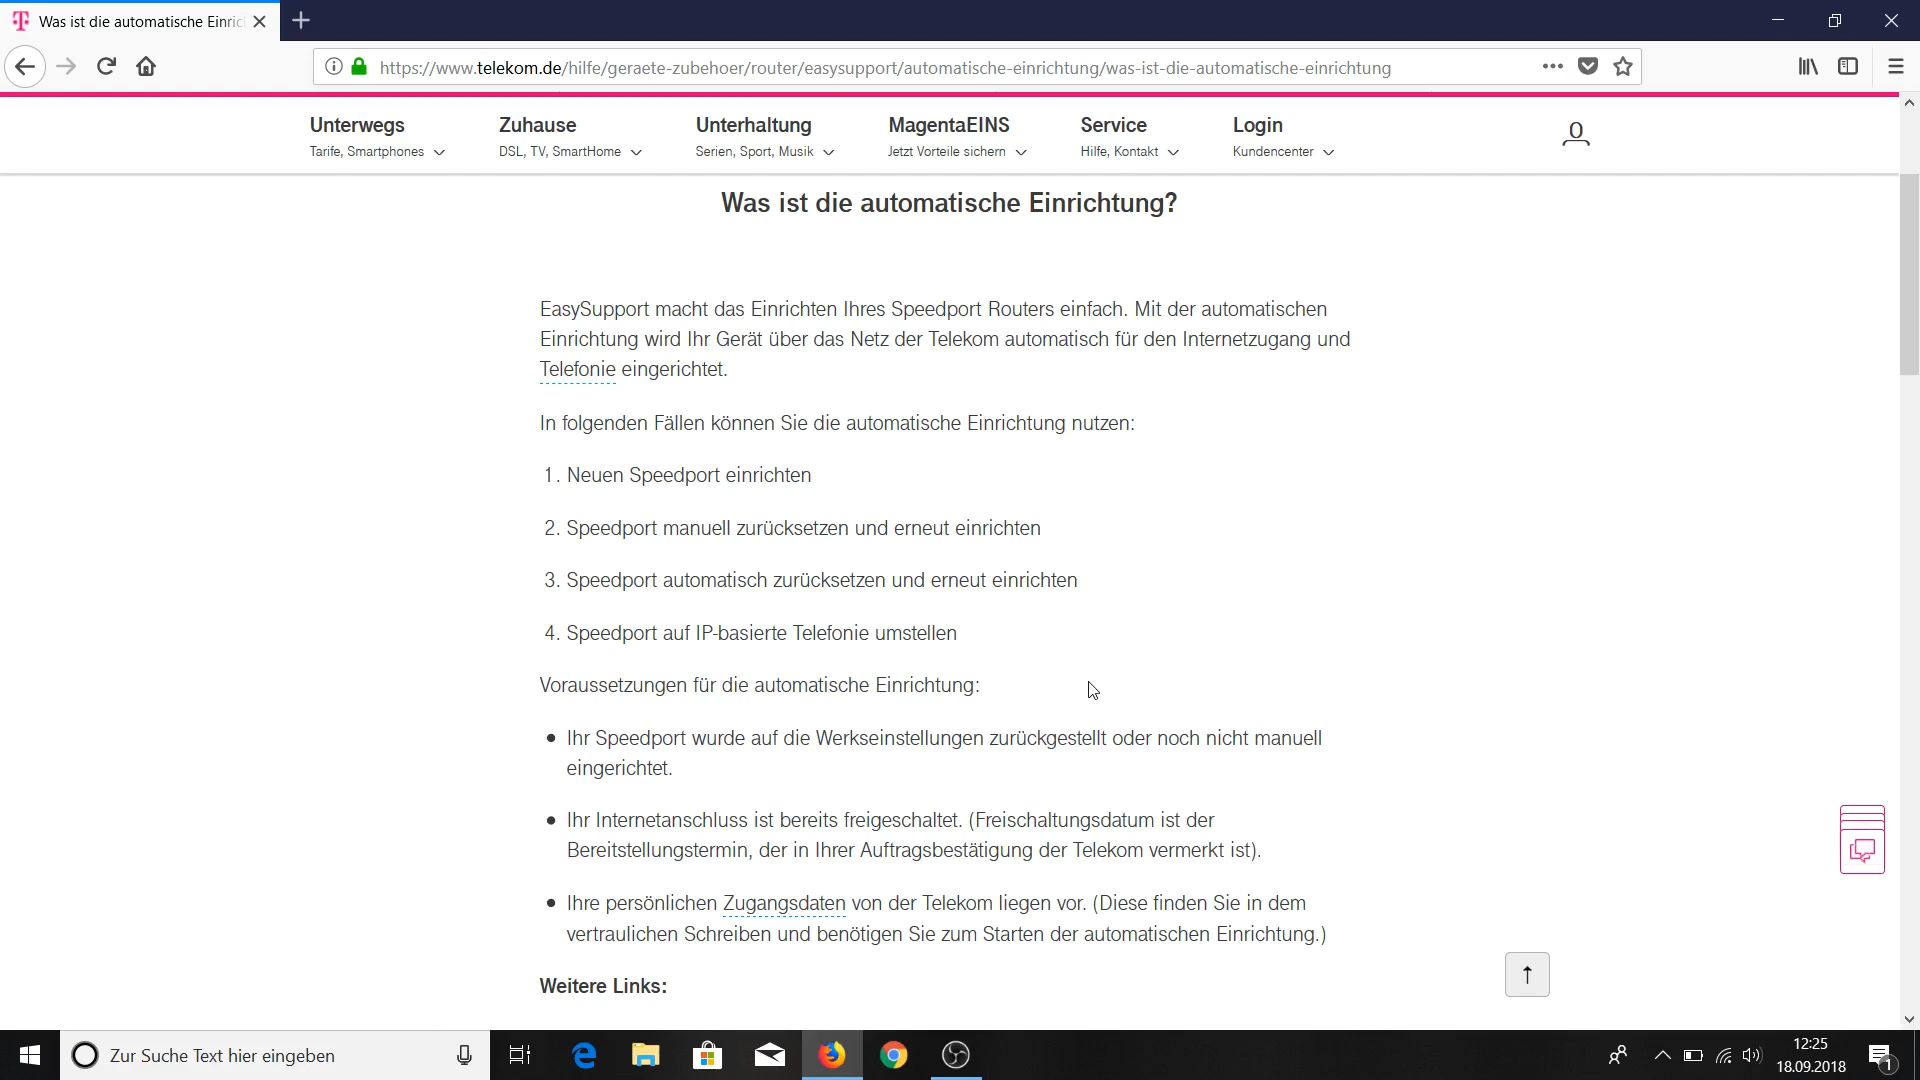 Was ist die automatische Einric
https://www.telekom.de/hilfe/geraete-zubehoer/router/easysupport/automatische-einrichtung/was-ist-die-automatische-einrichtung
Unterwegs Zuhause Unterhaltung MagentaEINS Service Login
Tarife, Smartphones DSL, TV, SmartHome Serien, Sport, Musik Jetzt Vorteile sichern Hilfe, Kontakt Kundencenter
Was ist die automatische Einrichtung?
EasySupport macht das Einrichten Ihres Speedport Routers einfach. Mit der automatischen
Einrichtung wird Ihr Gerät über das Netz der Telekom automatisch für den Internetzugang und
Telefonie eingerichtet.
In folgenden Fällen können Sie die automatische Einrichtung nutzen:
1. Neuen Speedport einrichten
2. Speedport manuell zurücksetzen und erneut einrichten
3. Speedport automatisch zurücksetzen und erneut einrichten
4. Speedport auf IP-basierte Telefonie umstellen
Voraussetzungen für die automatische Einrichtung:
• Ihr Speedport wurde auf die Werkseinstellungen zurückgestellt oder noch nicht manuell
eingerichtet.
• Ihr Internetanschluss ist bereits freigeschaltet. (Freischaltungsdatum ist der
Bereitstellungstermin, der in Ihrer Auftragsbestätigung der Telekom vermerkt ist).
• Ihre persönlichen Zugangsdaten von der Telekom liegen vor. (Diese finden Sie in dem
vertraulichen Schreiben und benötigen Sie zum Starten der automatischen Einrichtung.)
Weitere Links:
Zur Suche Text hier eingeben
12:25
18.09.2018
1